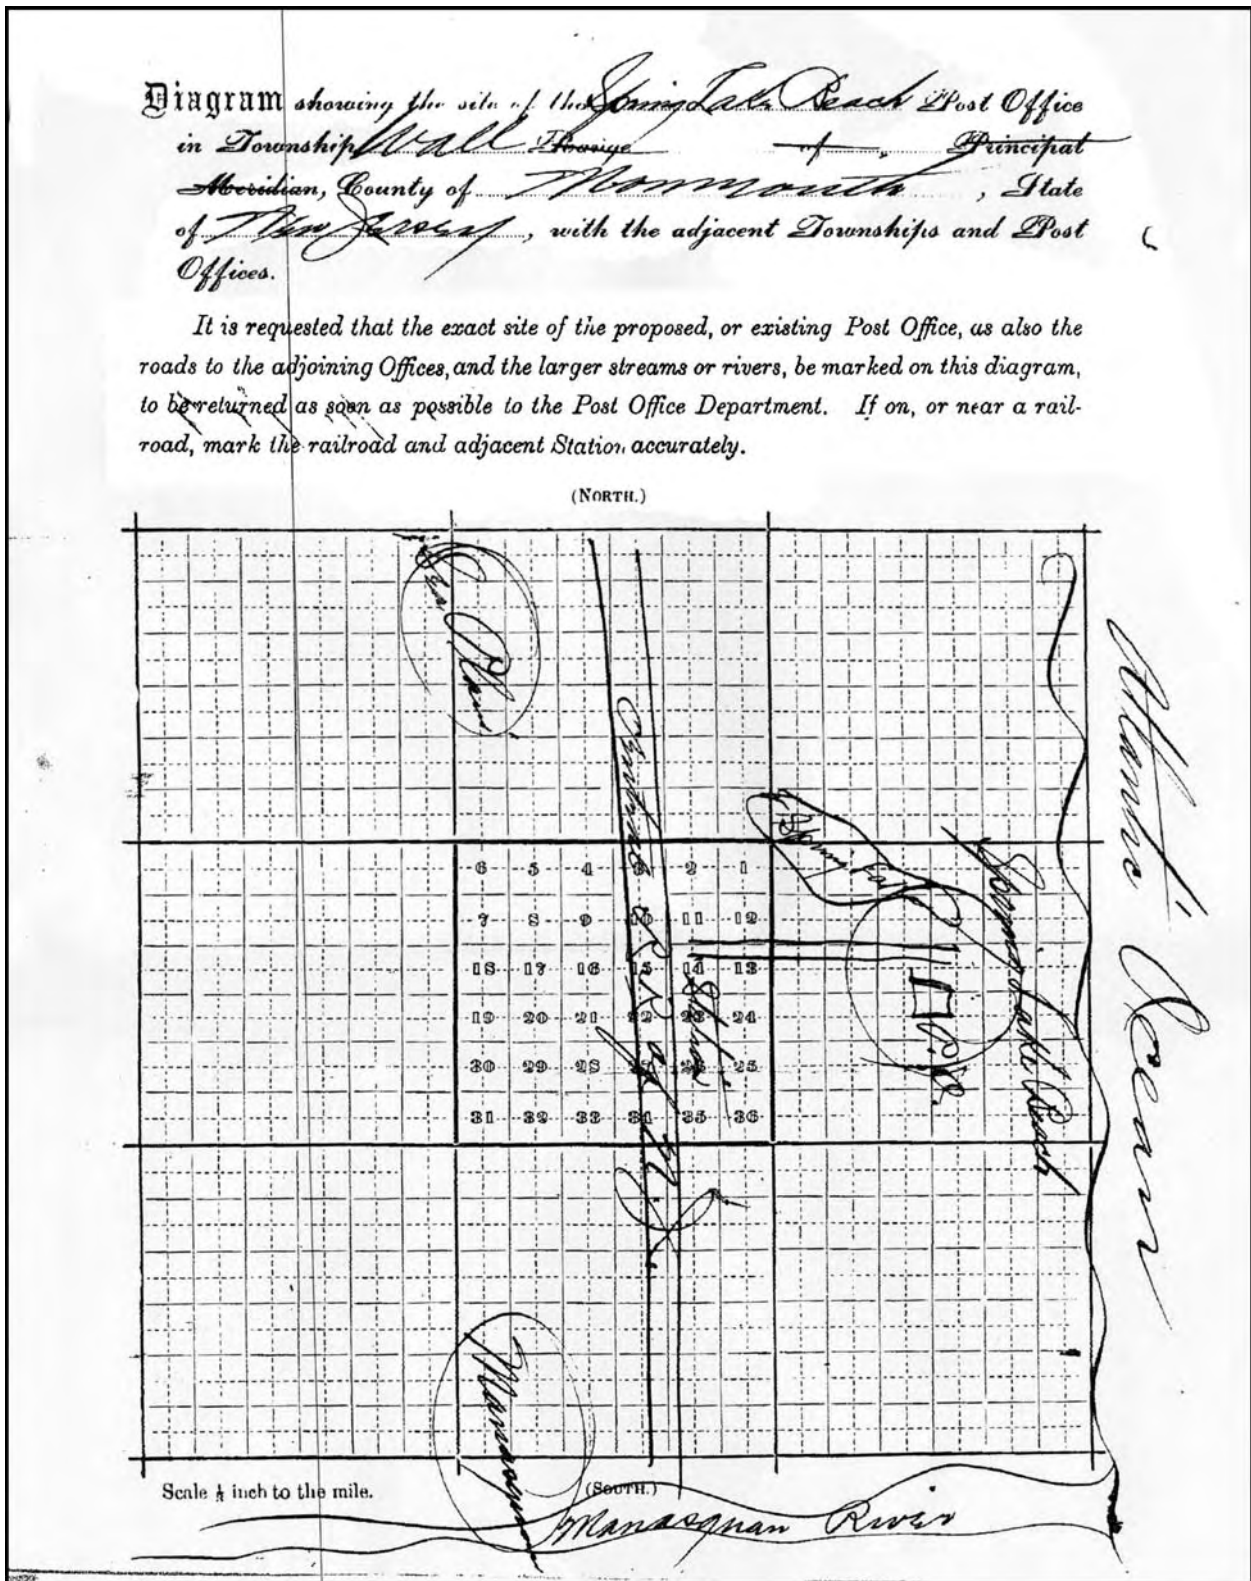 Diagram showing the site of the Spring Lake Beach Post Office
in Township Wall Range of , Principal
Meridian, County of Monmouth , State
of New Jersey, with the adjacent Townships and Post
Offices.
It is requested that the exact site of the proposed, or existing Post Office, as also the
roads to the adjoining Offices, and the larger streams or rivers, be marked on this diagram,
to be returned as soon as possible to the Post Office Department. If on, or near a rail-
road, mark the railroad and adjacent Station accurately.
(NORTH.)
Atlantic Ocean
Spring Lake
Spring Lake Beach
P.O.
Station
R R of N J
6 5 4 3 2 1
7 8 9 10 11 12
18 17 16 15 14 13
19 20 21 22 23 24
30 29 28 27 26 25
31 32 33 34 35 36
Manasquan
Scale ½ inch to the mile.
(SOUTH.)
Manasquan River